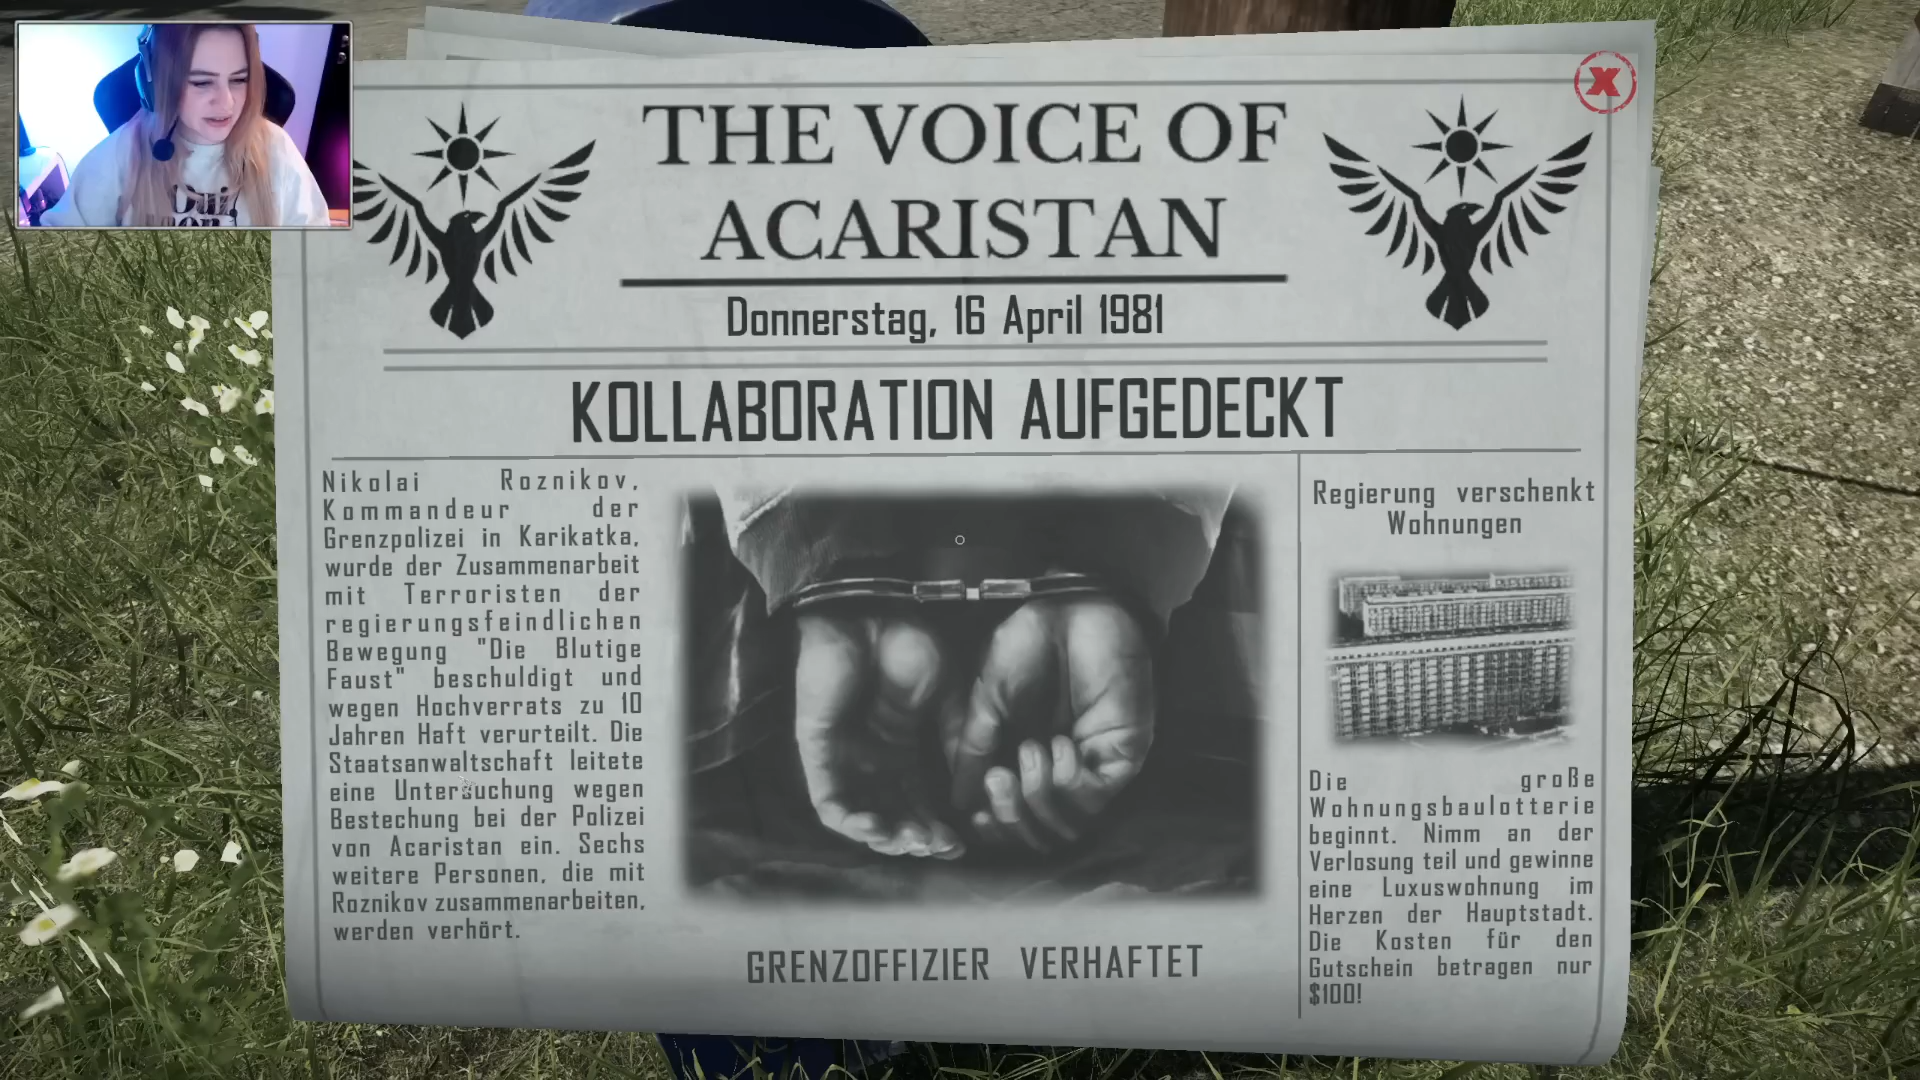 THE VOICE OF
ACARISTAN
Donnerstag, 16 April 1981
KOLLABORATION AUFGEDECKT
Nikolai Roznikov,
Kommandeur der
Grenzpolizei in Karikatka,
wurde der Zusammenarbeit
mit Terroristen der
regierungsfeindlichen
Bewegung "Die Blutige
Faust" beschuldigt und
wegen Hochverrats zu 10
Jahren Haft verurteilt. Die
Staatsanwaltschaft leitete
eine Untersuchung wegen
Bestechung bei der Polizei
von Acaristan ein. Sechs
weitere Personen, die mit
Roznikov zusammenarbeiten,
werden verhört.
GRENZOFFIZIER VERHAFTET
Regierung verschenkt
Wohnungen
Die große
Wohnungsbaulotterie
beginnt. Nimm an der
Verlosung teil und gewinne
eine Luxuswohnung im
Herzen der Hauptstadt.
Die Kosten für den
Gutschein betragen nur
$100!
X